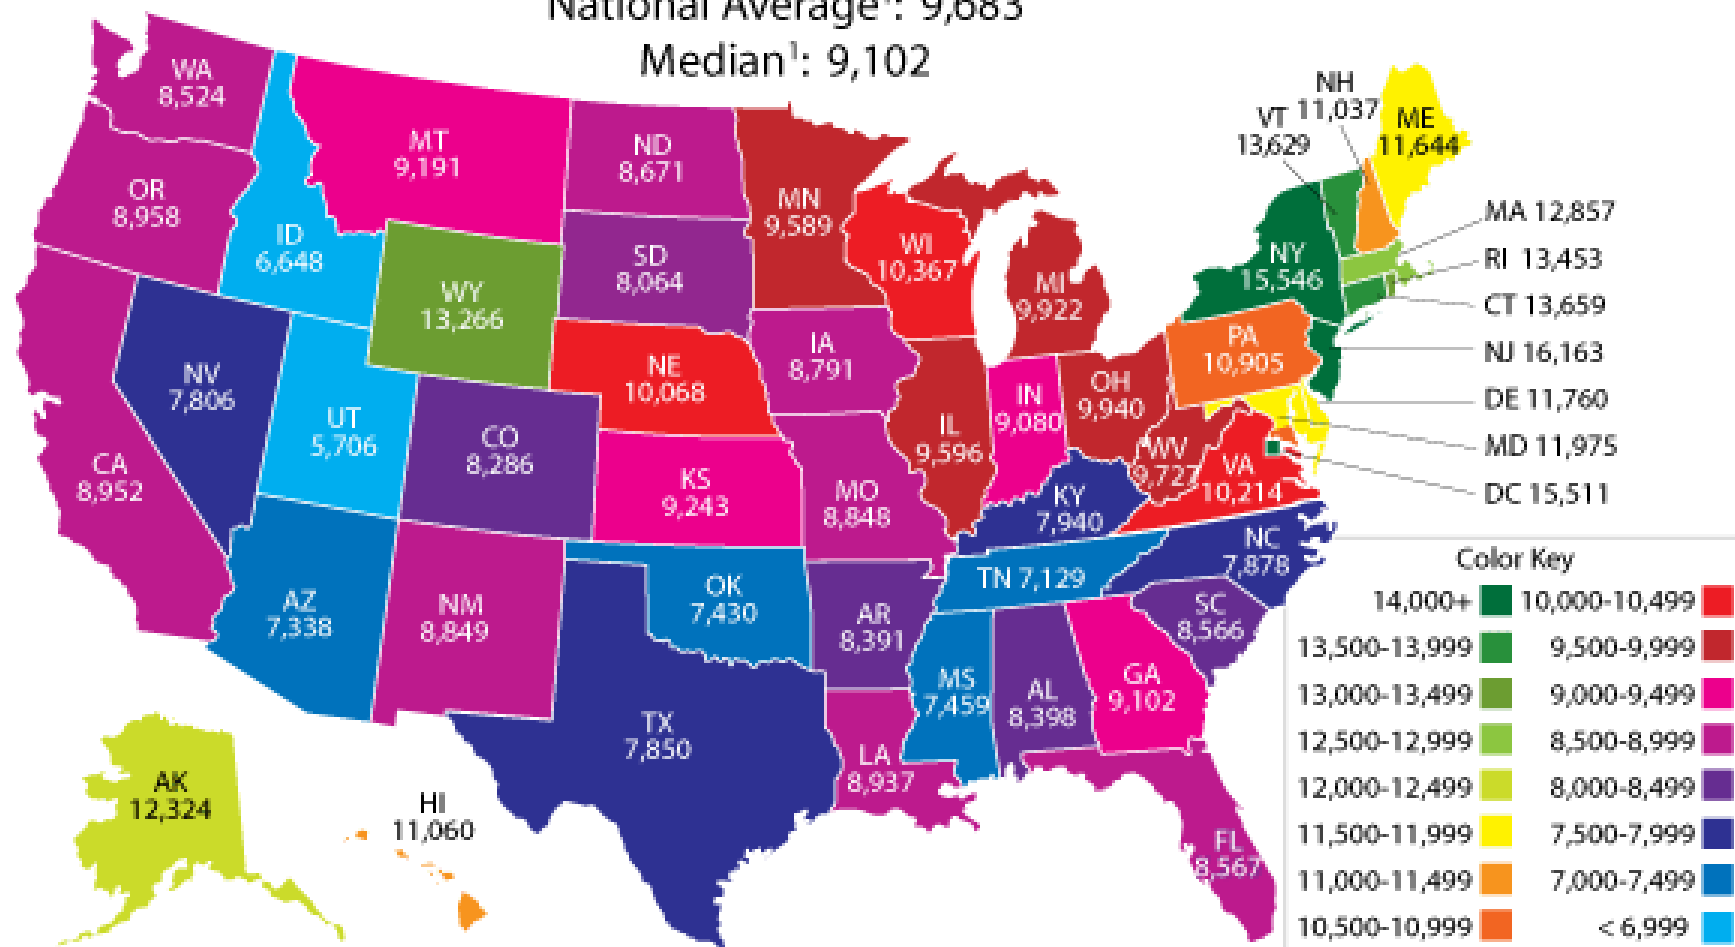 National Average¹: 9,683
Median¹: 9,102
WA
8,524
OR
8,958
CA
8,952
ID
6,648
NV
7,806
MT
9,191
WY
13,266
UT
5,706
CO
8,286
AZ
7,338
NM
8,849
ND
8,671
SD
8,064
NE
10,068
KS
9,243
OK
7,430
TX
7,850
MN
9,589
IA
8,791
MO
8,848
AR
8,391
LA
8,937
WI
10,367
IL
9,596
MI
9,922
IN
9,080
OH
9,940
KY
7,940
TN 7,129
MS
7,459
AL
8,398
GA
9,102
FL
8,567
SC
8,566
NC
7,878
VA
10,214
WV
9,727
PA
10,905
NY
15,546
VT
13,629
NH
11,037
ME
11,644
MA 12,857
RI 13,453
CT 13,659
NJ 16,163
DE 11,760
MD 11,975
DC 15,511
AK
12,324
HI
11,060
Color Key
14,000+ 10,000-10,499
13,500-13,999 9,500-9,999
13,000-13,499 9,000-9,499
12,500-12,999 8,500-8,999
12,000-12,499 8,000-8,499
11,500-11,999 7,500-7,999
11,000-11,499 7,000-7,499
10,500-10,999 < 6,999